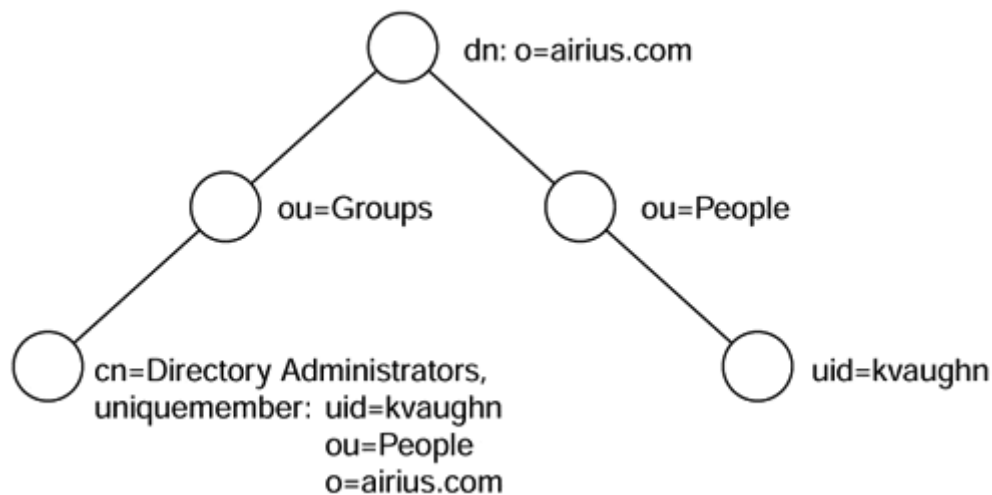 dn: o=airius.com
ou=Groups
ou=People
cn=Directory Administrators,
uniquemember: uid=kvaughn
ou=People
o=airius.com
uid=kvaughn